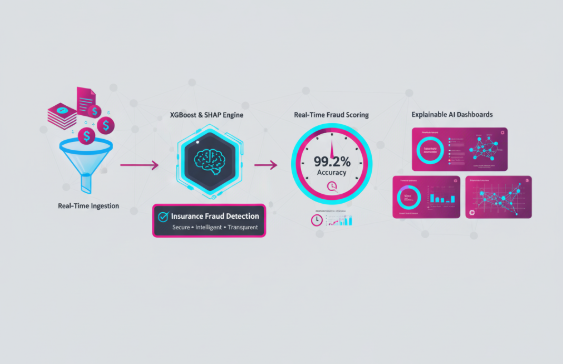 XGBoost & SHAP Engine
Real-Time Fraud Scoring
Explainable AI Dashboards
99.2%
Accuracy
Real-Time Ingestion
Insurance Fraud Detection
Secure • Intelligent • Transparent